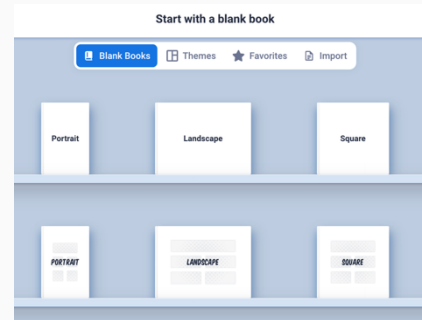 Start with a blank book
Blank Books Themes Favorites Import
Portrait Landscape Square
PORTRAIT LANDSCAPE SQUARE